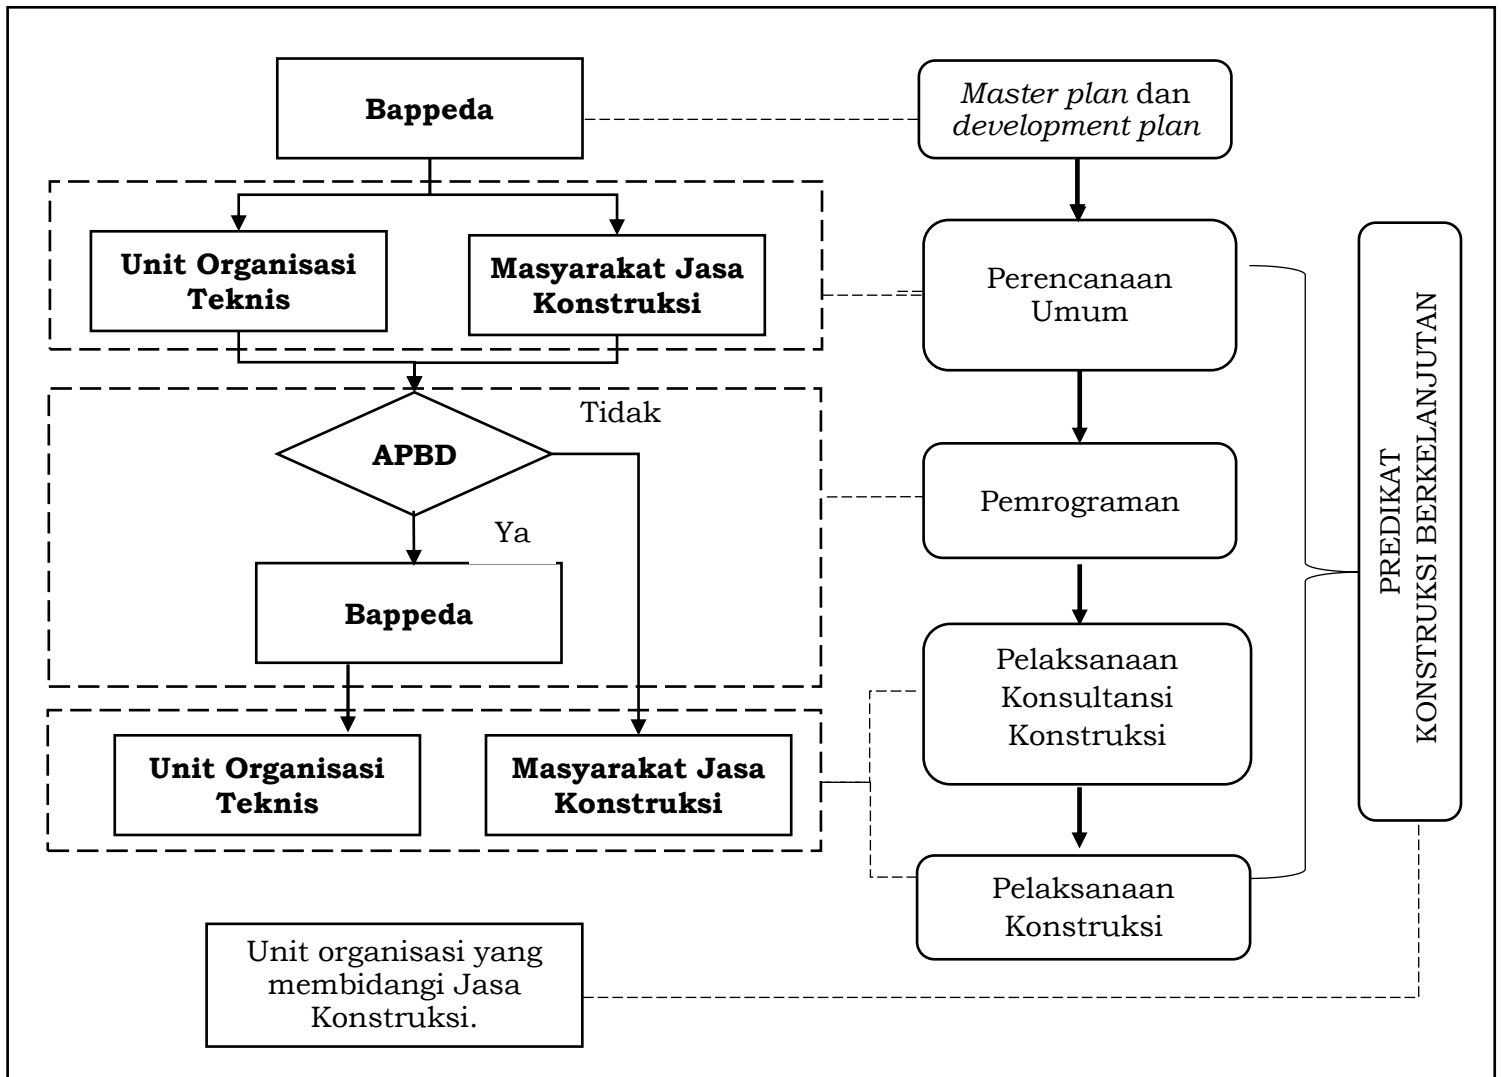 Bappeda
Master plan dan
development plan
Unit Organisasi
Teknis
Masyarakat Jasa
Konstruksi
Perencanaan
Umum
Tidak
APBD
Pemrograman
Ya
Bappeda
Pelaksanaan
Konsultansi
Konstruksi
Unit Organisasi
Teknis
Masyarakat Jasa
Konstruksi
Pelaksanaan
Konstruksi
PREDIKAT
KONSTRUKSI BERKELANJUTAN
Unit organisasi yang
membidangi Jasa
Konstruksi.